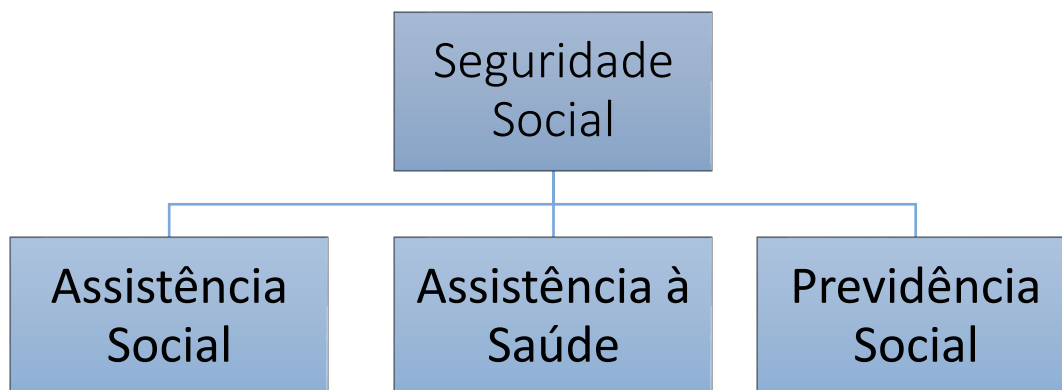 Seguridade
Social
Assistência
Social
Assistência à
Saúde
Previdência
Social